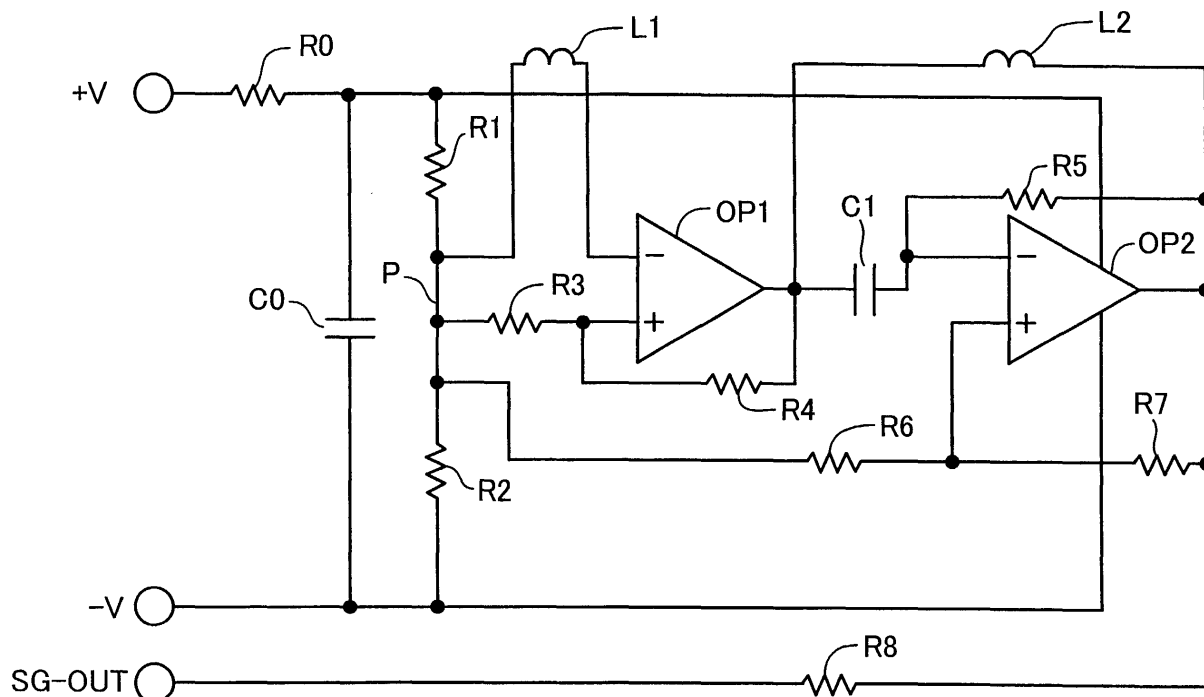 L1
L2
R0
+V
R1
R5
OP1
C1
OP2
P
R3
C0
−
+
−
+
R4
R7
R6
R2
−V
R8
SG-OUT